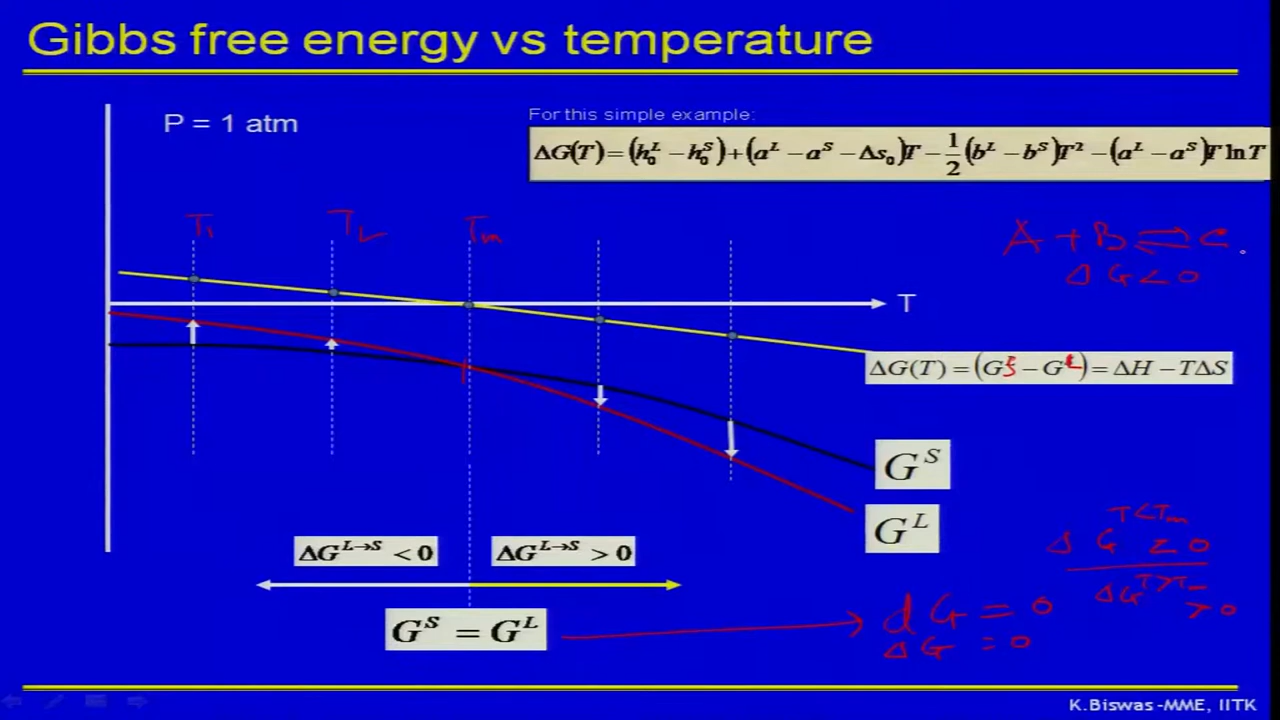 Gibbs free energy vs temperature
P = 1 atm
For this simple example:
ΔG(T)=(h₀ᴸ − h₀ˢ)+(aᴸ − aˢ − Δs₀)T − 1/2(bᴸ − bˢ)T² − (aᴸ − aˢ)T ln T
T₁
T₂
Tm
A + B ⇌ C
ΔG < 0
T
ΔG(T) = (Gˢ − Gᴸ) = ΔH − TΔS
Gˢ
Gᴸ
T<Tm
ΔG < 0
ΔG T>Tm > 0
ΔGᴸ→ˢ < 0
ΔGᴸ→ˢ > 0
Gˢ = Gᴸ
dG = 0
ΔG = 0
K.Biswas -MME, IITK